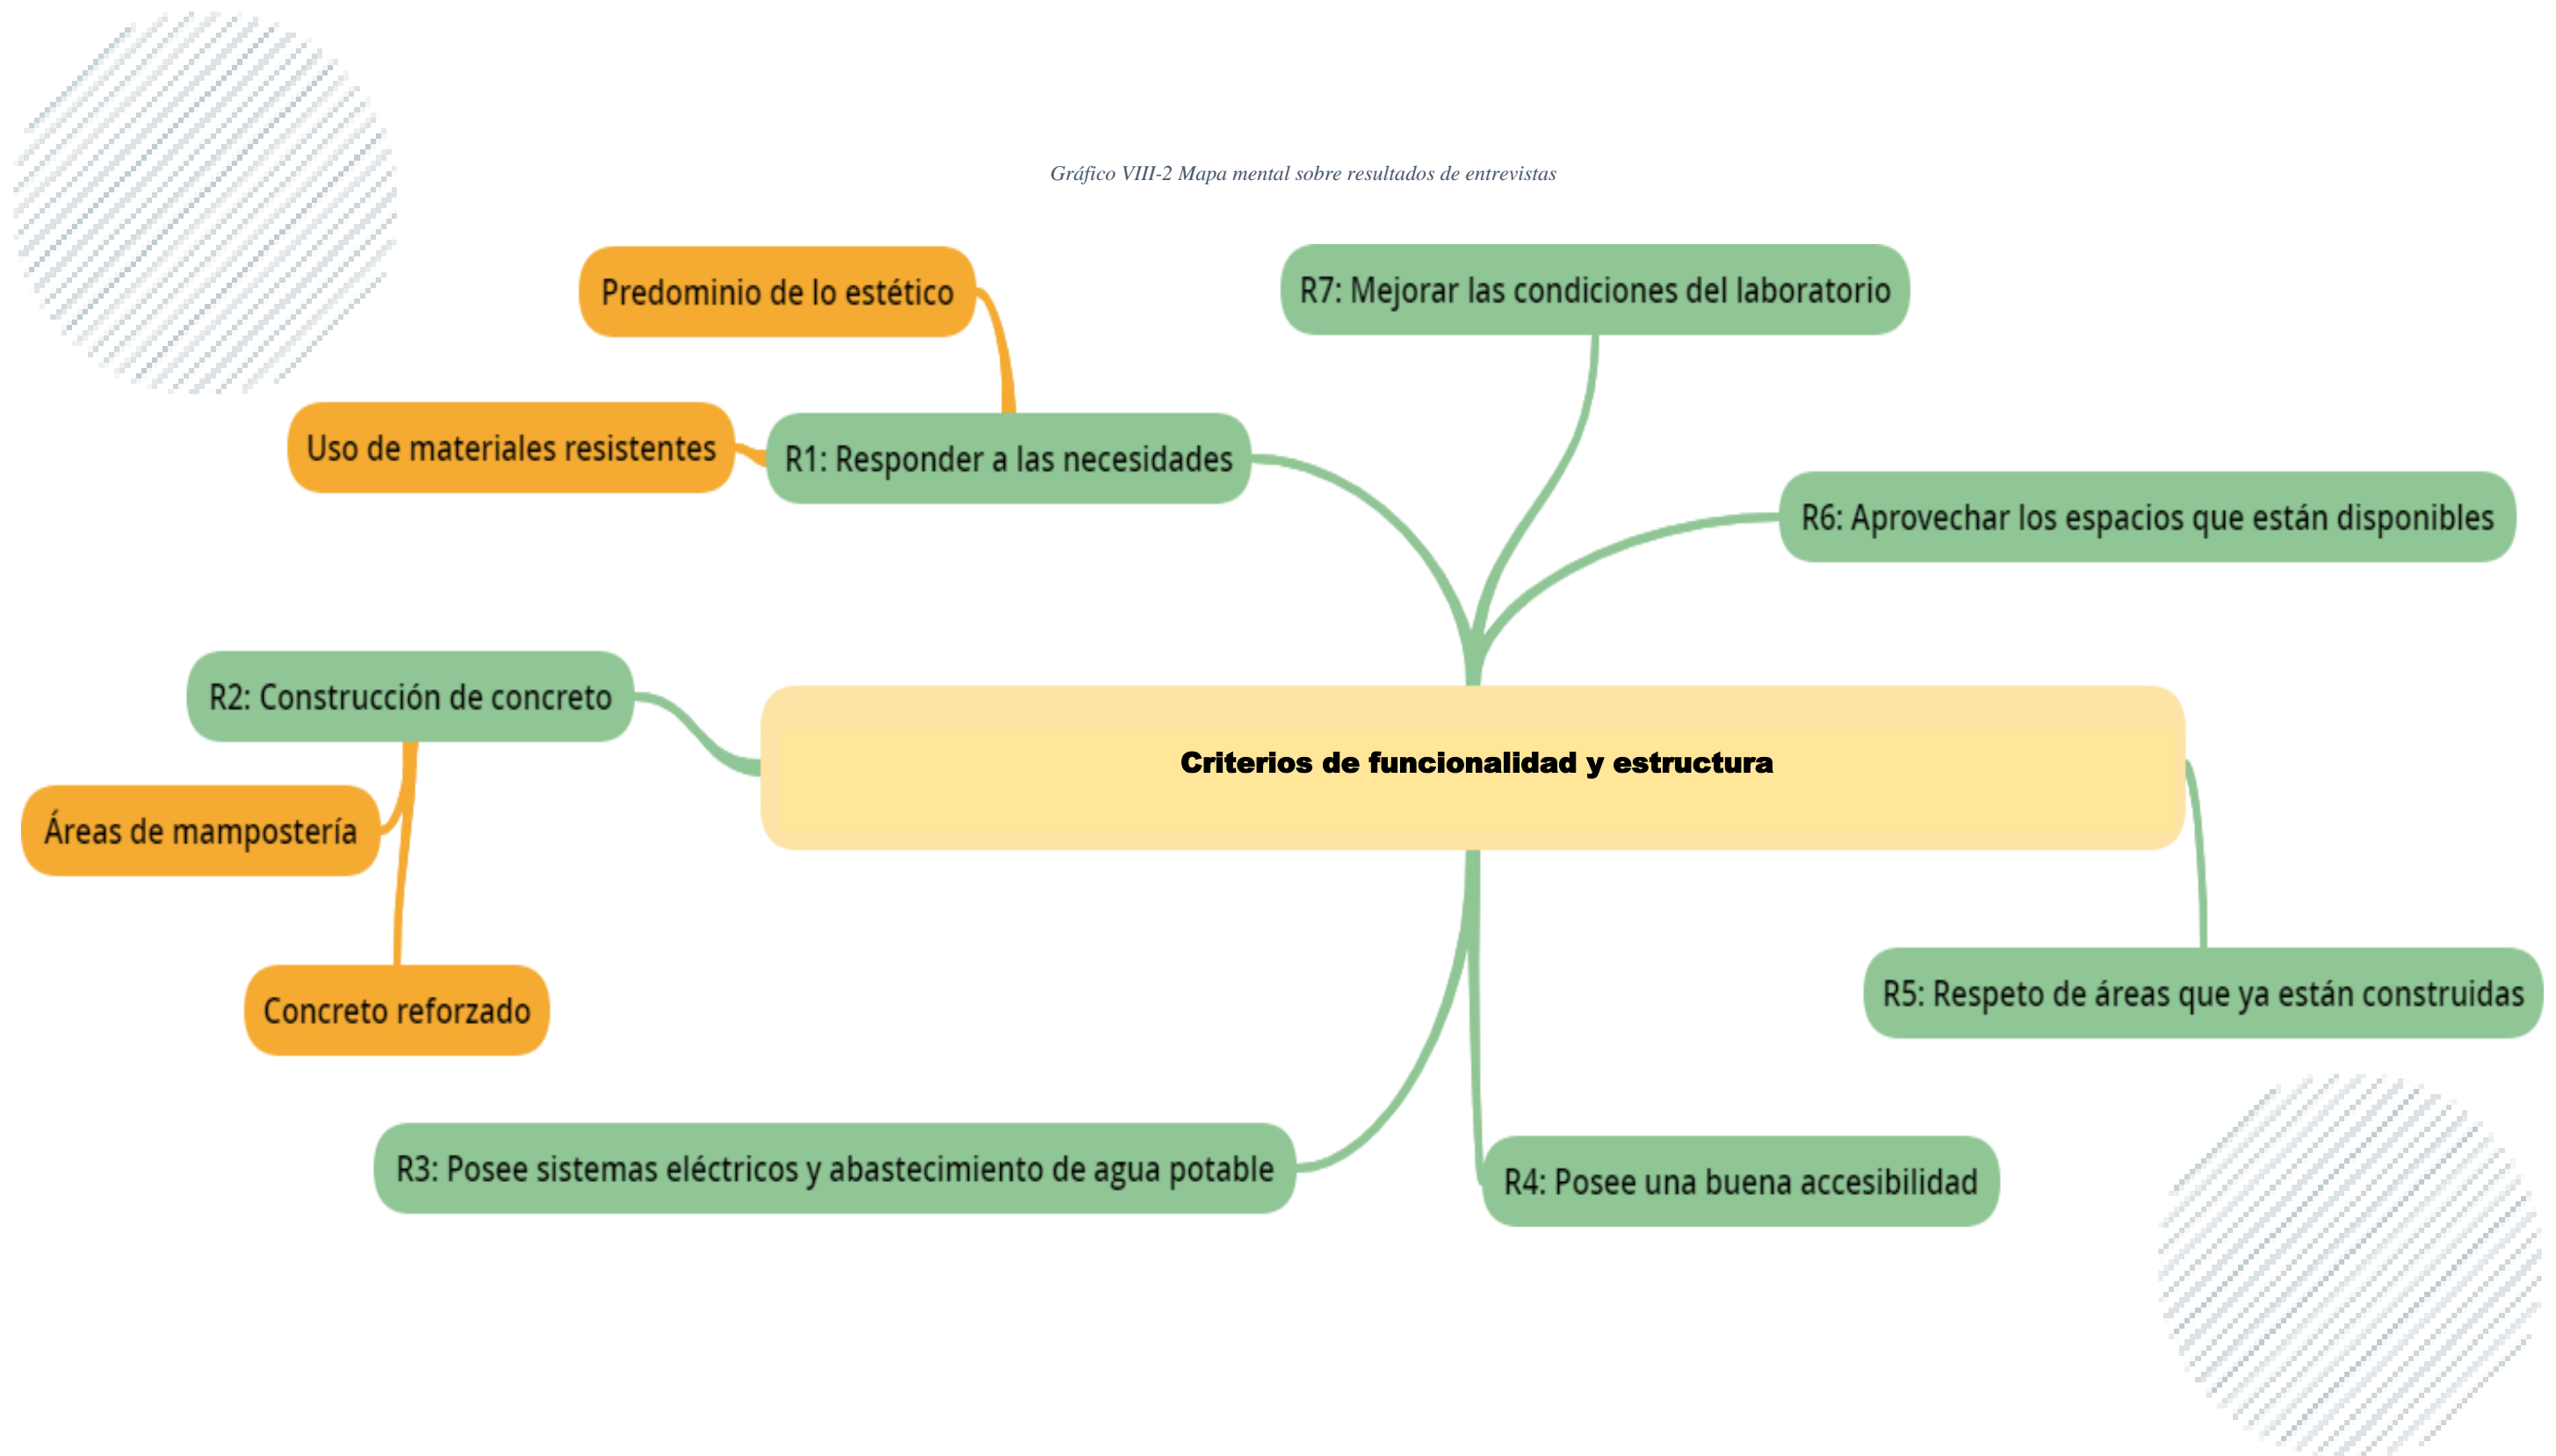 Gráfico VIII-2 Mapa mental sobre resultados de entrevistas
Predominio de lo estético
R7: Mejorar las condiciones del laboratorio
Uso de materiales resistentes
R1: Responder a las necesidades
R6: Aprovechar los espacios que están disponibles
R2: Construcción de concreto
Criterios de funcionalidad y estructura
Áreas de mampostería
Concreto reforzado
R5: Respeto de áreas que ya están construidas
R3: Posee sistemas eléctricos y abastecimiento de agua potable
R4: Posee una buena accesibilidad